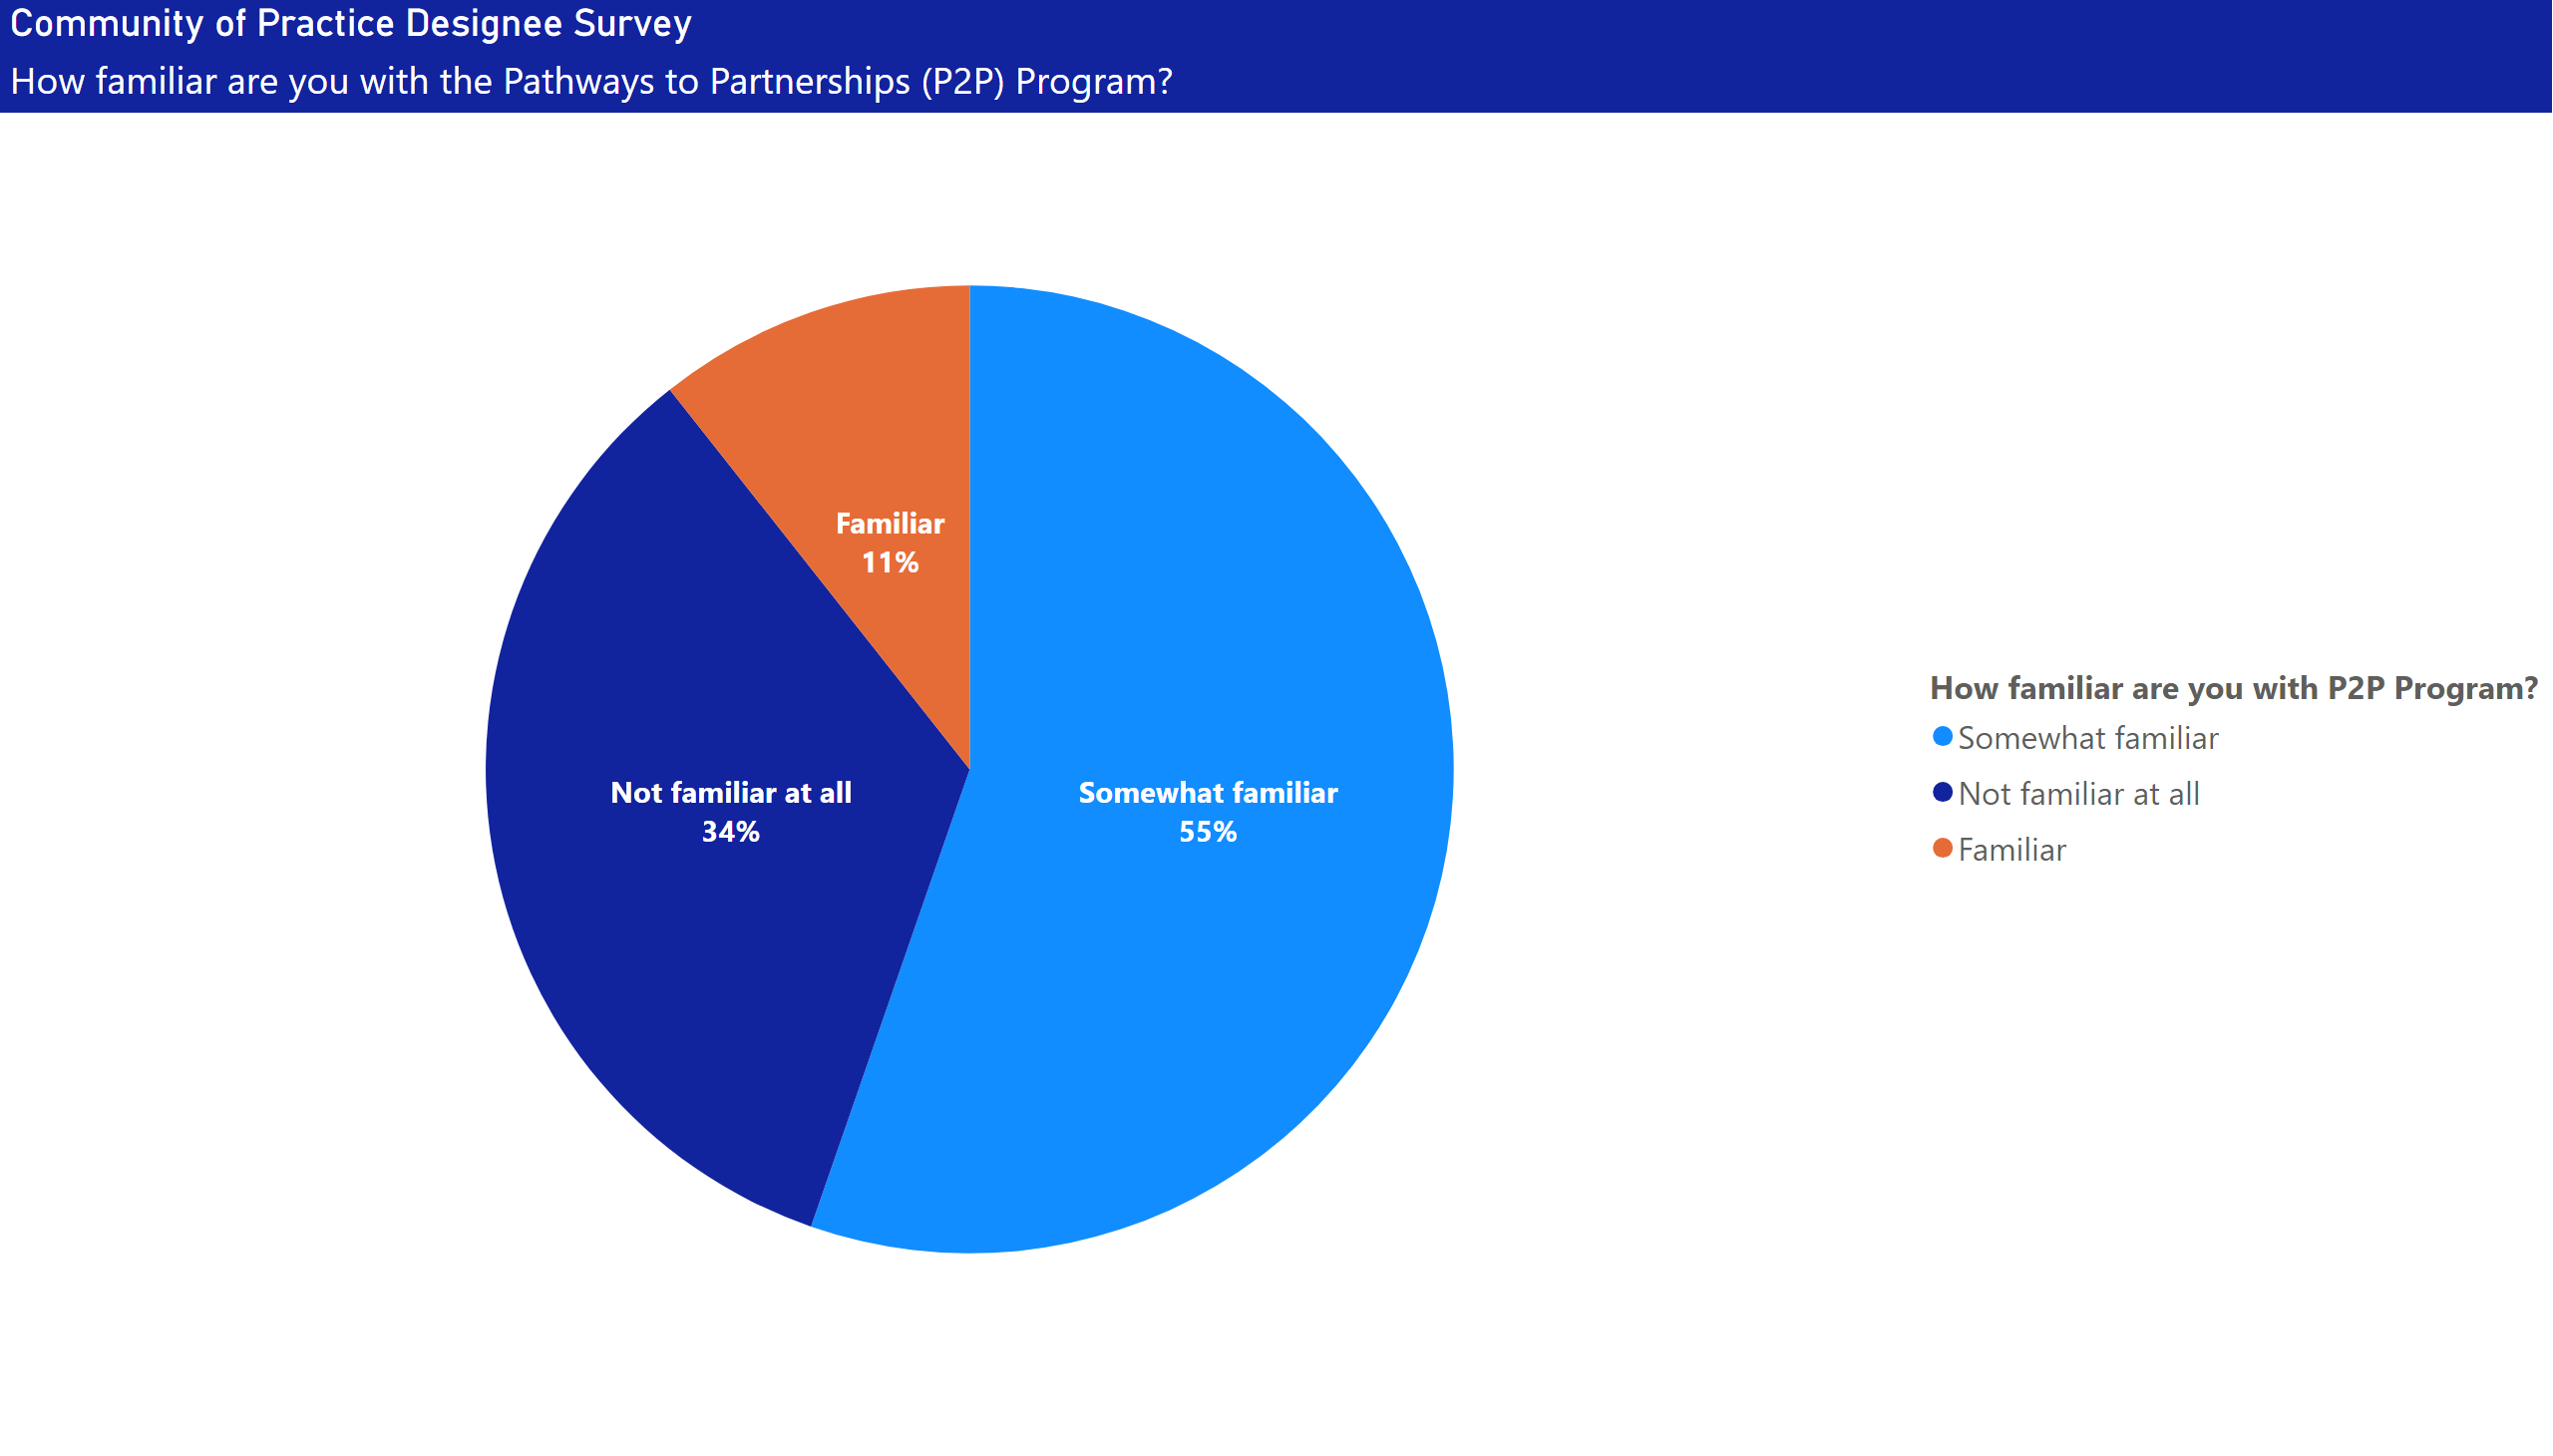 Community of Practice Designee Survey
How familiar are you with the Pathways to Partnerships (P2P) Program?
Familiar
11%
Not familiar at all
34%
Somewhat familiar
55%
How familiar are you with P2P Program?
Somewhat familiar
Not familiar at all
Familiar